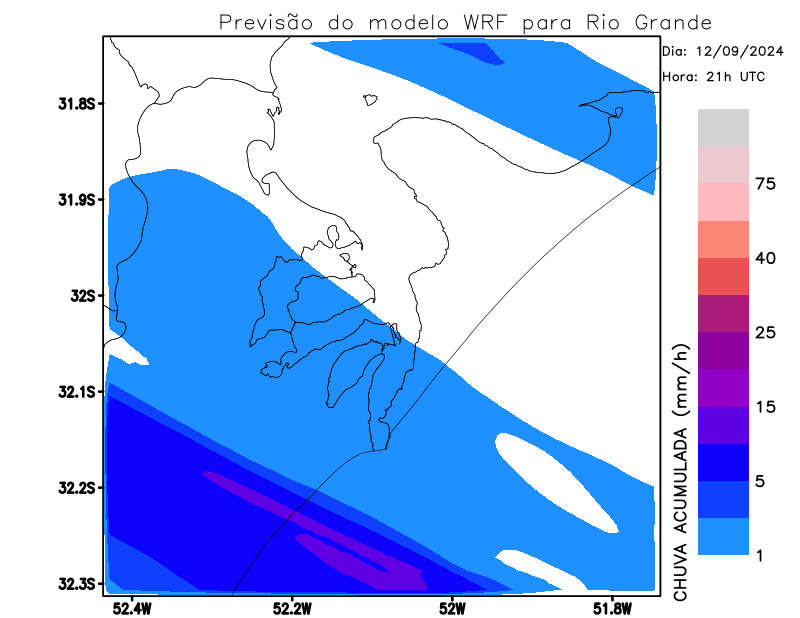 Previsão do modelo WRF para Rio Grande
Dia: 12/09/2024
Hora: 21h UTC
31.8S
31.9S
32S
32.1S
32.2S
32.3S
52.4W
52.2W
52W
51.8W
75
40
25
15
5
1
CHUVA ACUMULADA (mm/h)